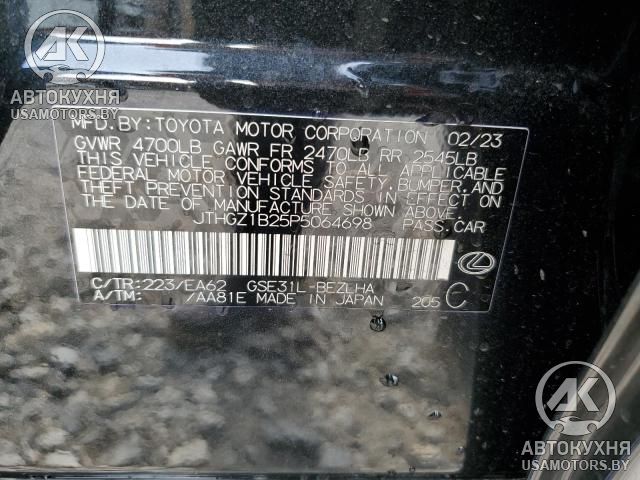 АК
АВТОКУХНЯ
USAMOTORS.BY
MFD. BY: TOYOTA MOTOR CORPORATION 02/23
GVWR 4700LB GAWR FR 2470LB RR 2545LB
THIS VEHICLE CONFORMS TO ALL APPLICABLE
FEDERAL MOTOR VEHICLE SAFETY, BUMPER, AND
THEFT PREVENTION STANDARDS IN EFFECT ON
THE DATE OF MANUFACTURE SHOWN ABOVE.
JTHGZ1B25P5064698 PASS. CAR
C/TR: 223/EA62 GSE31L-BEZLHA
A/TM: /AA81E MADE IN JAPAN 205 C
АК
АВТОКУХНЯ
USAMOTORS.BY